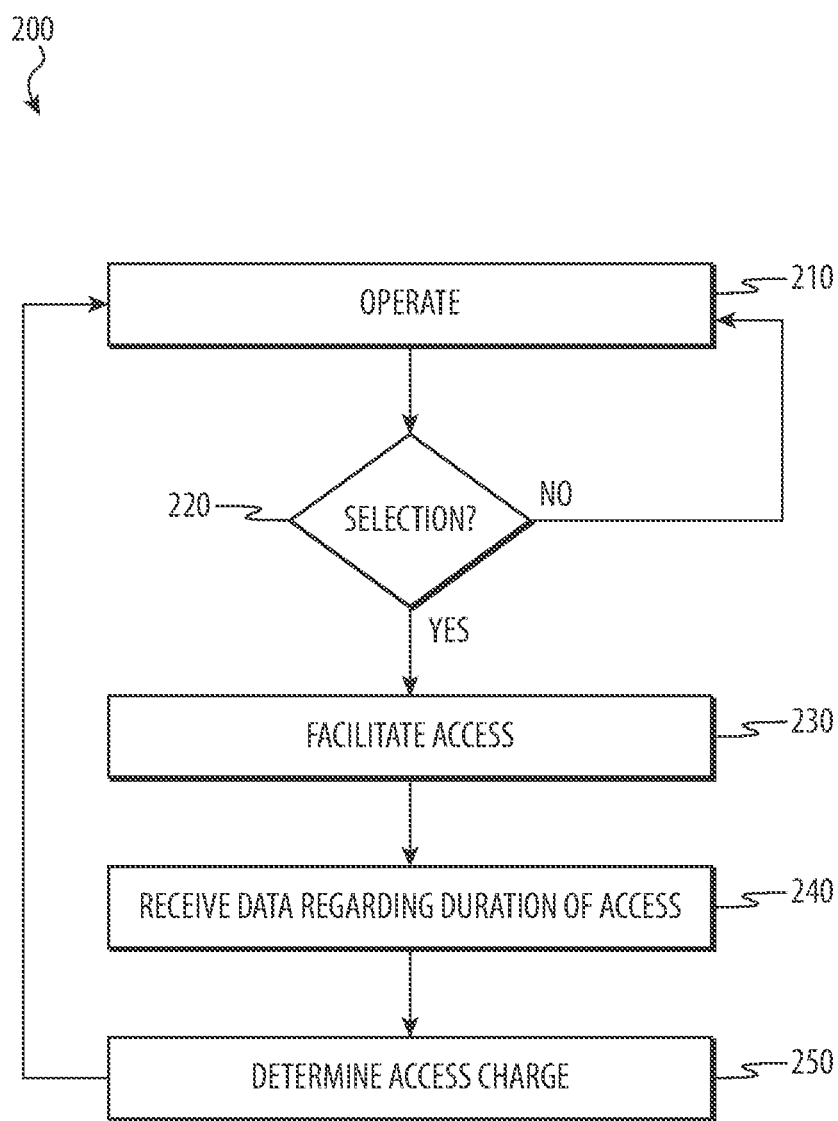 200
OPERATE
210
220
SELECTION?
NO
YES
FACILITATE ACCESS
230
RECEIVE DATA REGARDING DURATION OF ACCESS
240
DETERMINE ACCESS CHARGE
250